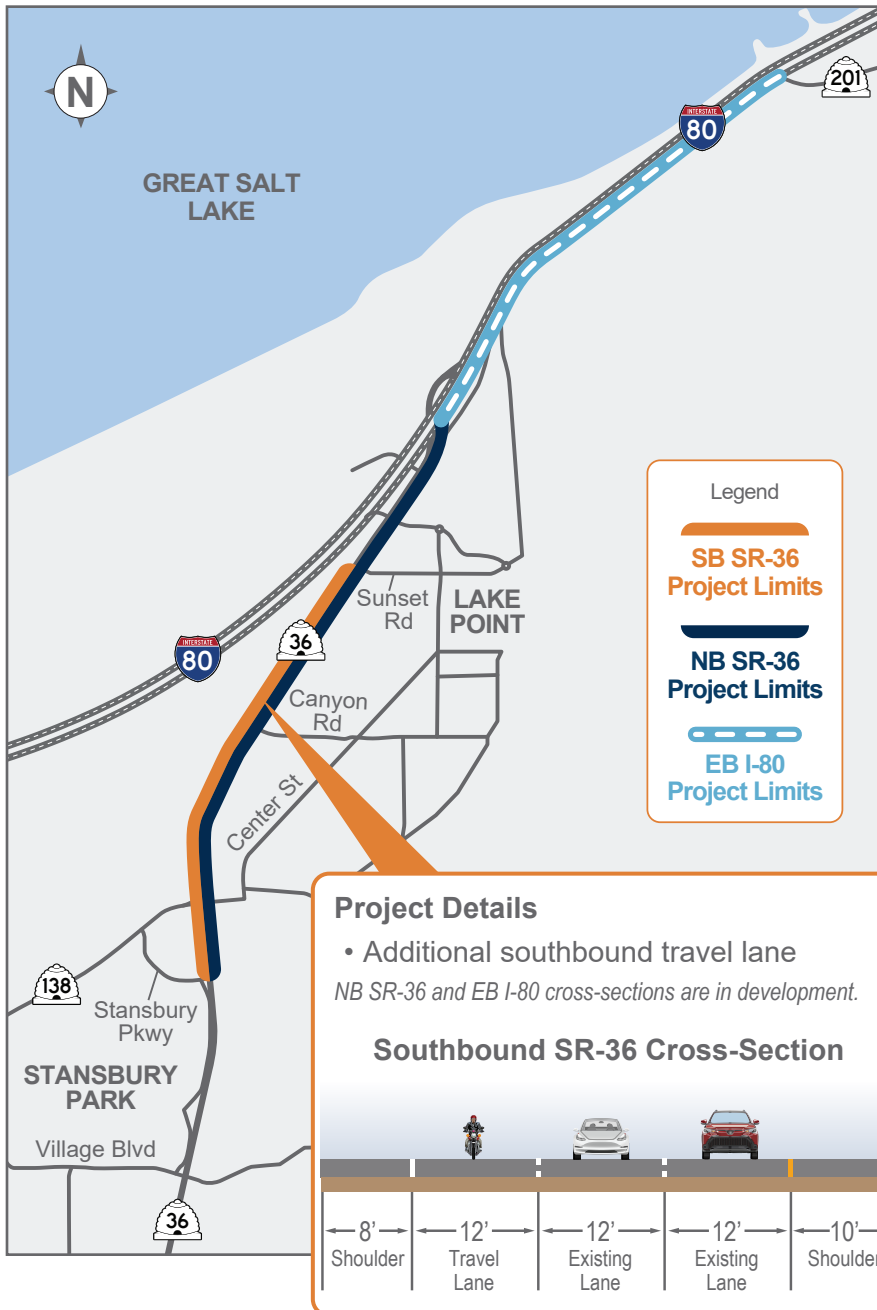 N
201
INTERSTATE
80
GREAT SALT
LAKE
Legend
SB SR-36
Project Limits
NB SR-36
Project Limits
EB I-80
Project Limits
Sunset
Rd
LAKE
POINT
36
INTERSTATE
80
Canyon
Rd
Center St
138
Stansbury
Pkwy
STANSBURY
PARK
Village Blvd
36
Project Details
• Additional southbound travel lane
NB SR-36 and EB I-80 cross-sections are in development.
Southbound SR-36 Cross-Section
8’
Shoulder
12’
Travel
Lane
12’
Existing
Lane
12’
Existing
Lane
10’
Shoulder